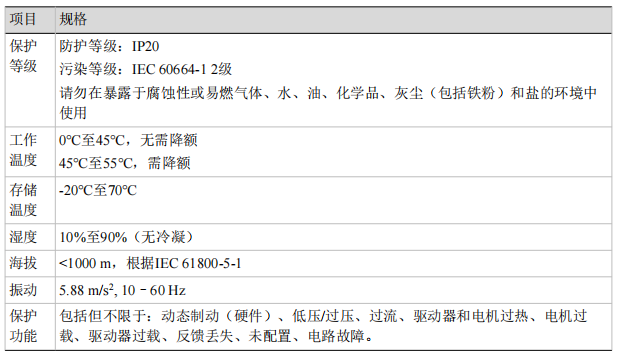 项目 规格
保护等级 防护等级：IP20
污染等级：IEC 60664-1 2级
请勿在暴露于腐蚀性或易燃气体、水、油、化学品、灰尘（包括铁粉）和盐的环境中
使用
工作温度 0℃至45℃，无需降额
45℃至55℃，需降额
存储温度 -20℃至70℃
湿度 10%至90%（无冷凝）
海拔 <1000 m，根据IEC 61800-5-1
振动 5.88 m/s², 10－60 Hz
保护功能 包括但不限于：动态制动（硬件）、低压/过压、过流、驱动器和电机过热、电机过
载、驱动器过载、反馈丢失、未配置、电路故障。